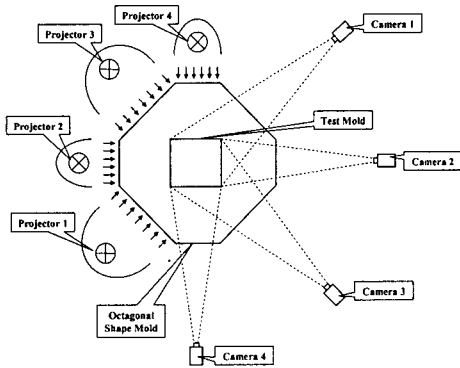 Projector 4
Camera 1
Projector 3
Test Mold
Projector 2
Camera 2
Projector 1
Camera 3
Octagonal
Shape Mold
Camera 4